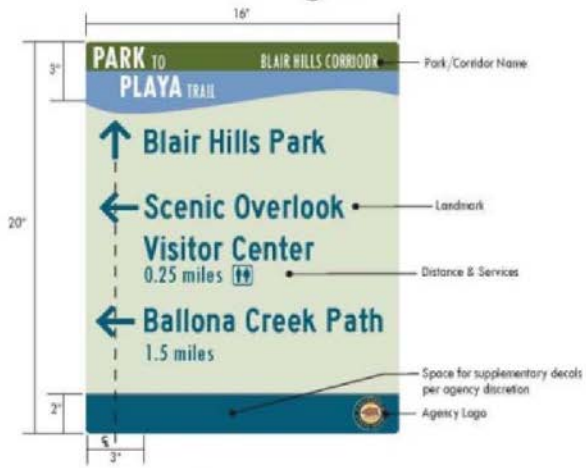 16"
PARK TO BLAIR HILLS CORRIODR Park/Corridor Name
3"
PLAYA TRAIL
Blair Hills Park
20"
Scenic Overlook Landmark
Visitor Center
0.25 miles Distance & Services
Ballona Creek Path
1.5 miles
Space for supplementary decals
per agency discretion
2"
Agency Logo
℄
3"